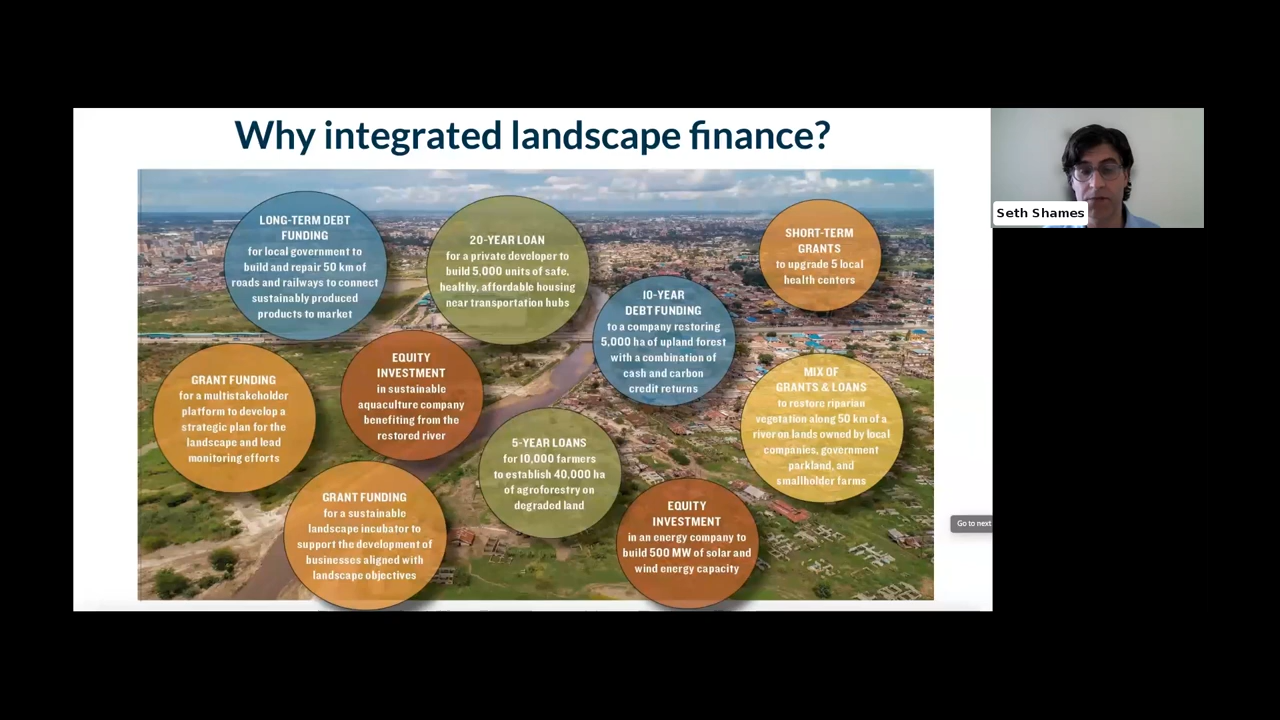 Why integrated landscape finance?
LONG-TERM DEBT
FUNDING
for local government to
build and repair 50 km of
roads and railways to connect
sustainably produced
products to market
20-YEAR LOAN
for a private developer to
build 5,000 units of safe,
healthy, affordable housing
near transportation hubs
SHORT-TERM
GRANTS
to upgrade 5 local
health centers
10-YEAR
DEBT FUNDING
to a company restoring
5,000 ha of upland forest
with a combination of
cash and carbon
credit returns
GRANT FUNDING
for a multistakeholder
platform to develop a
strategic plan for the
landscape and lead
monitoring efforts
EQUITY
INVESTMENT
in sustainable
aquaculture company
benefiting from the
restored river
MIX OF
GRANTS & LOANS
to restore riparian
vegetation along 50 km of a
river on lands owned by local
companies, government
parkland, and
smallholder farms
5-YEAR LOANS
for 10,000 farmers
to establish 40,000 ha
of agroforestry on
degraded land
GRANT FUNDING
for a sustainable
landscape incubator to
support the development of
businesses aligned with
landscape objectives
EQUITY
INVESTMENT
in an energy company to
build 500 MW of solar and
wind energy capacity
Seth Shames
Go to next